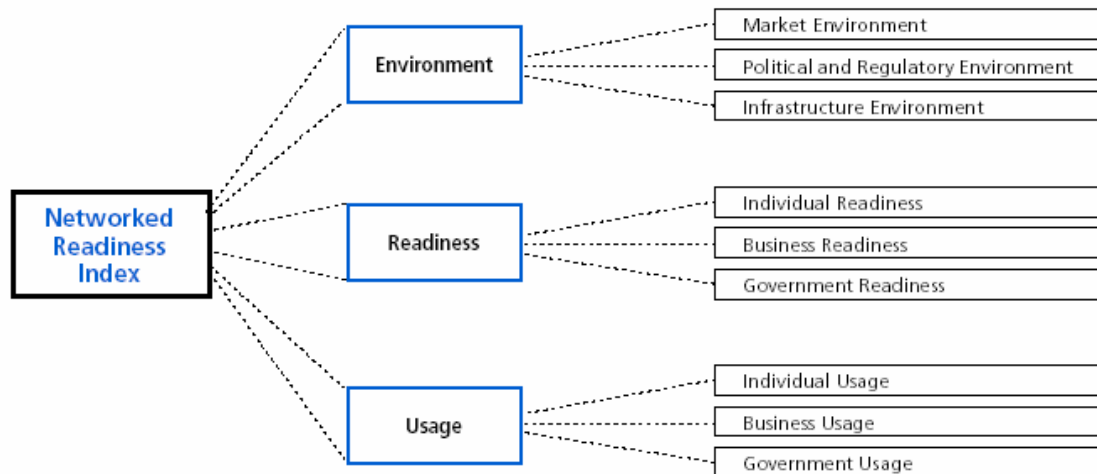 Market Environment
Environment
Political and Regulatory Environment
Infrastructure Environment
Networked
Readiness
Index
Individual Readiness
Readiness
Business Readiness
Government Readiness
Individual Usage
Usage
Business Usage
Government Usage